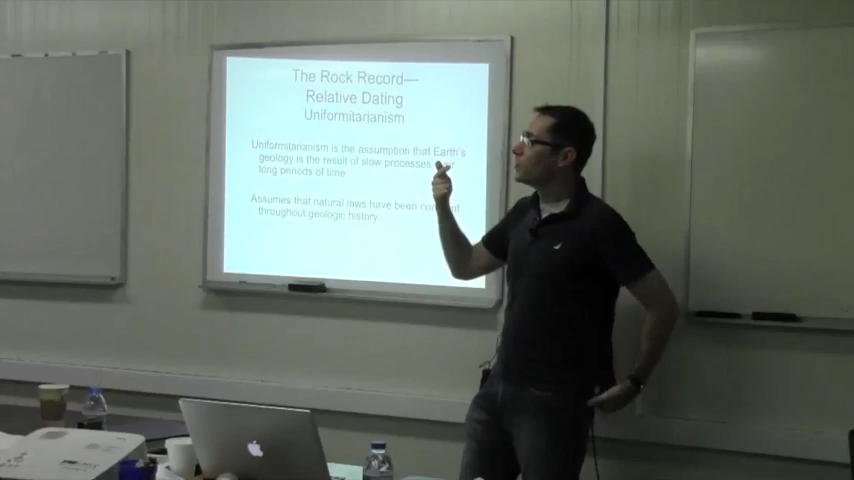 The Rock Record—
Relative Dating
Uniformitarianism
Uniformitarianism is the assumption that Earth's
geology is the result of slow processes
long periods of time.
Assumes that natural laws have been
throughout geologic history.